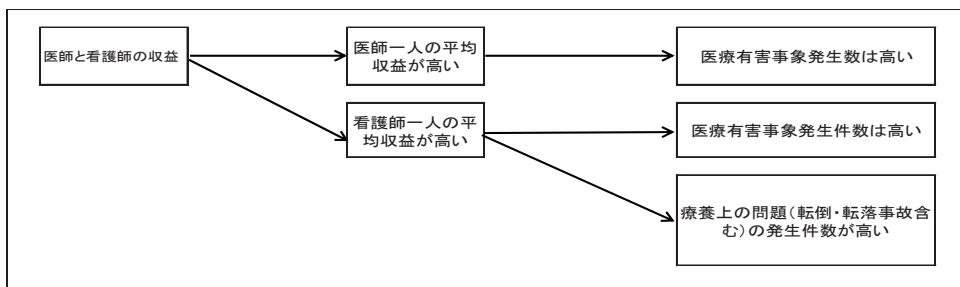 医師と看護師の収益
医師一人の平均
収益が高い
医療有害事象発生数は高い
看護師一人の平
均収益が高い
医療有害事象発生件数は高い
療養上の問題（転倒・転落事故含
む）の発生件数が高い